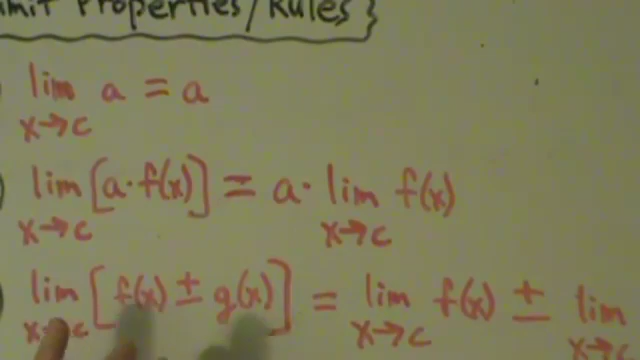 Limit Properties/Rules}
lim a = a
x→c
lim [a·f(x)] = a· lim f(x)
x→c x→c
lim [f(x) ± g(x)] = lim f(x) ± lim
x→c x→c x→c